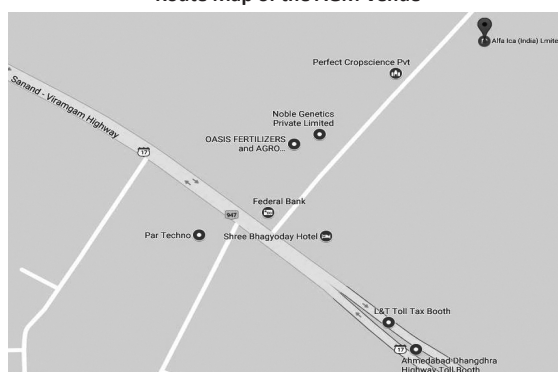 Route Map of the AGM Venue
Alfa Ica (India) Lmite
Perfect Cropscience Pvt
Sanand - Viramgam Highway
Noble Genetics
Private Limited
OASIS FERTILIZERS
and AGRO...
17
Federal Bank
947
Par Techno
Shree Bhagyoday Hotel
L&T Toll Tax Booth
17
Ahmedabad Dhangdhra
Highway Toll Booth